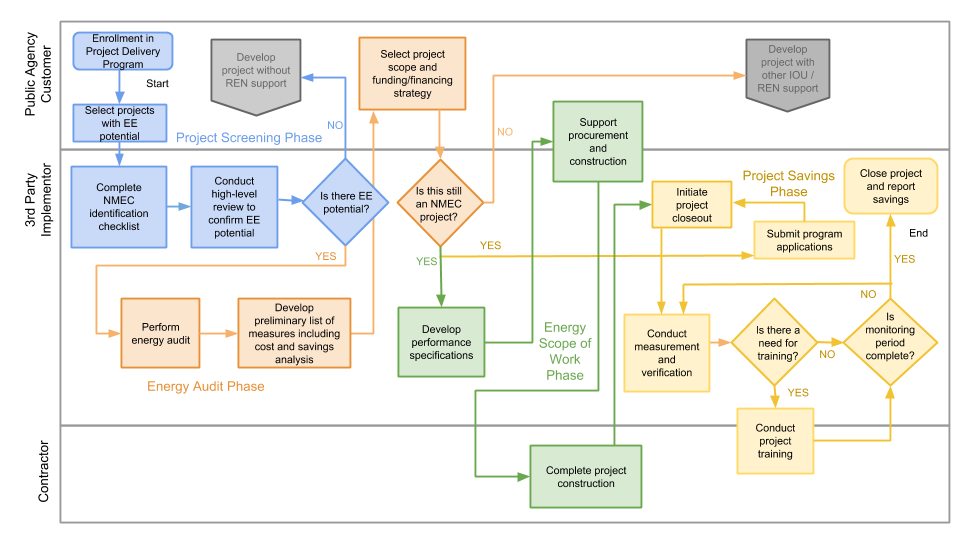 Public Agency
Customer
Enrollment in
Project Delivery
Program
Start
Select projects
with EE
potential
Project Screening Phase
Develop
project without
REN support
NO
Select project
scope and
funding/financing
strategy
NO
Develop
project with
other IOU /
REN support
Support
procurement
and
construction
3rd Party
Implementor
Complete
NMEC
identification
checklist
Conduct
high-level
review to
confirm EE
potential
Is there EE
potential?
YES
Is this still
an NMEC
project?
YES
YES
Initiate
project
closeout
Project Savings
Phase
Submit program
applications
Close project
and report
savings
End
YES
NO
Perform
energy audit
Develop
preliminary list of
measures including
cost and savings
analysis
Energy Audit Phase
Develop
performance
specifications
Energy
Scope of
Work
Phase
Conduct
measurement
and
verification
Is there a
need for
training?
NO
YES
Is
monitoring
period
complete?
Conduct
project
training
Contractor
Complete project
construction